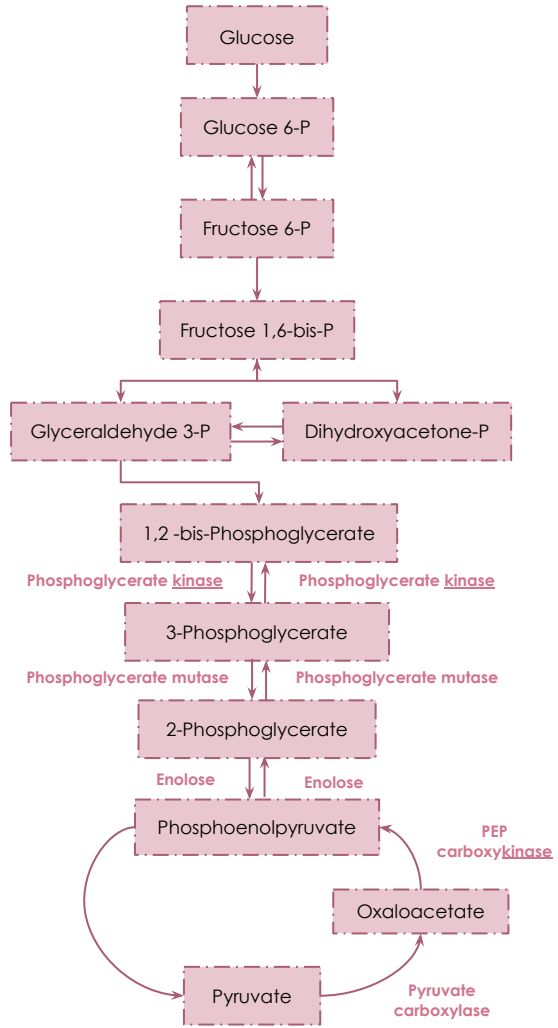 Glucose
Glucose 6-P
Fructose 6-P
Fructose 1,6-bis-P
Glyceraldehyde 3-P
Dihydroxyacetone-P
1,2 -bis-Phosphoglycerate
Phosphoglycerate kinase
Phosphoglycerate kinase
3-Phosphoglycerate
Phosphoglycerate mutase
Phosphoglycerate mutase
2-Phosphoglycerate
Enolose
Enolose
Phosphoenolpyruvate
PEP
carboxykinase
Oxaloacetate
Pyruvate
Pyruvate
carboxylase